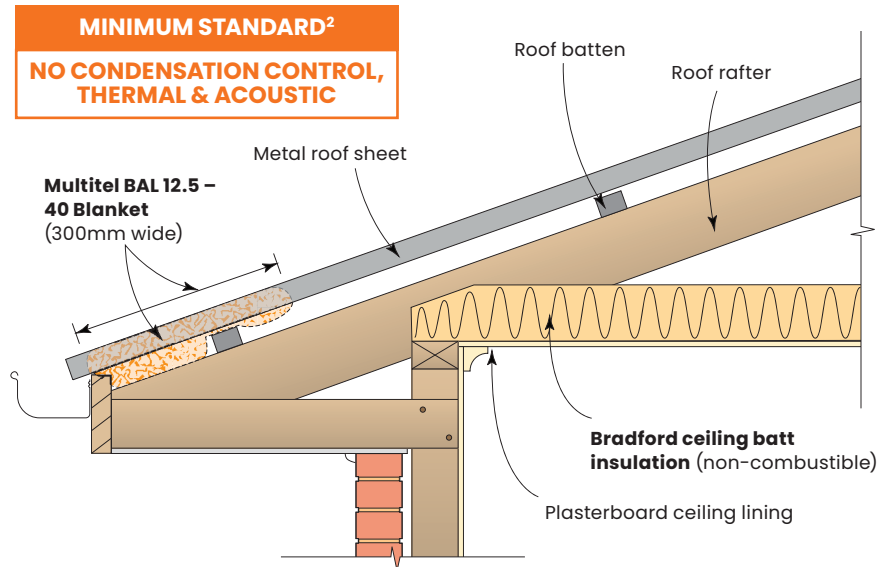 MINIMUM STANDARD²
NO CONDENSATION CONTROL,
THERMAL & ACOUSTIC
Roof batten
Roof rafter
Metal roof sheet
Multitel BAL 12.5 –
40 Blanket
(300mm wide)
Bradford ceiling batt
insulation (non-combustible)
Plasterboard ceiling lining